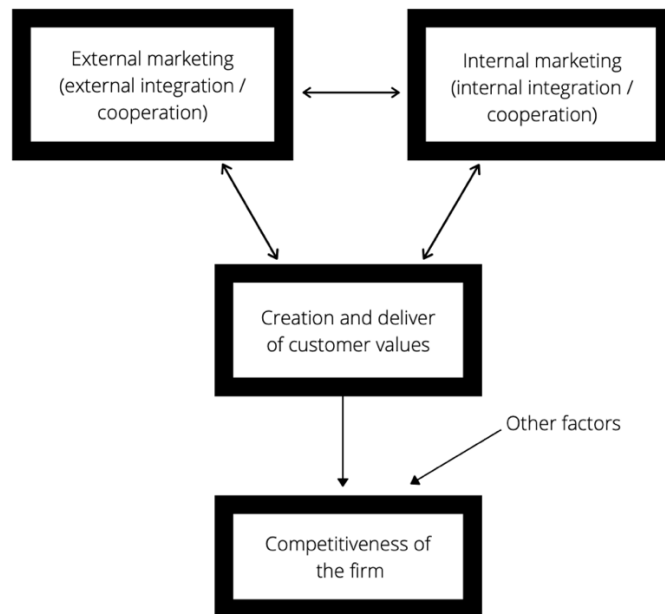 External marketing
(external integration /
cooperation)
Internal marketing
(internal integration /
cooperation)
Creation and deliver
of customer values
Other factors
Competitiveness of
the firm